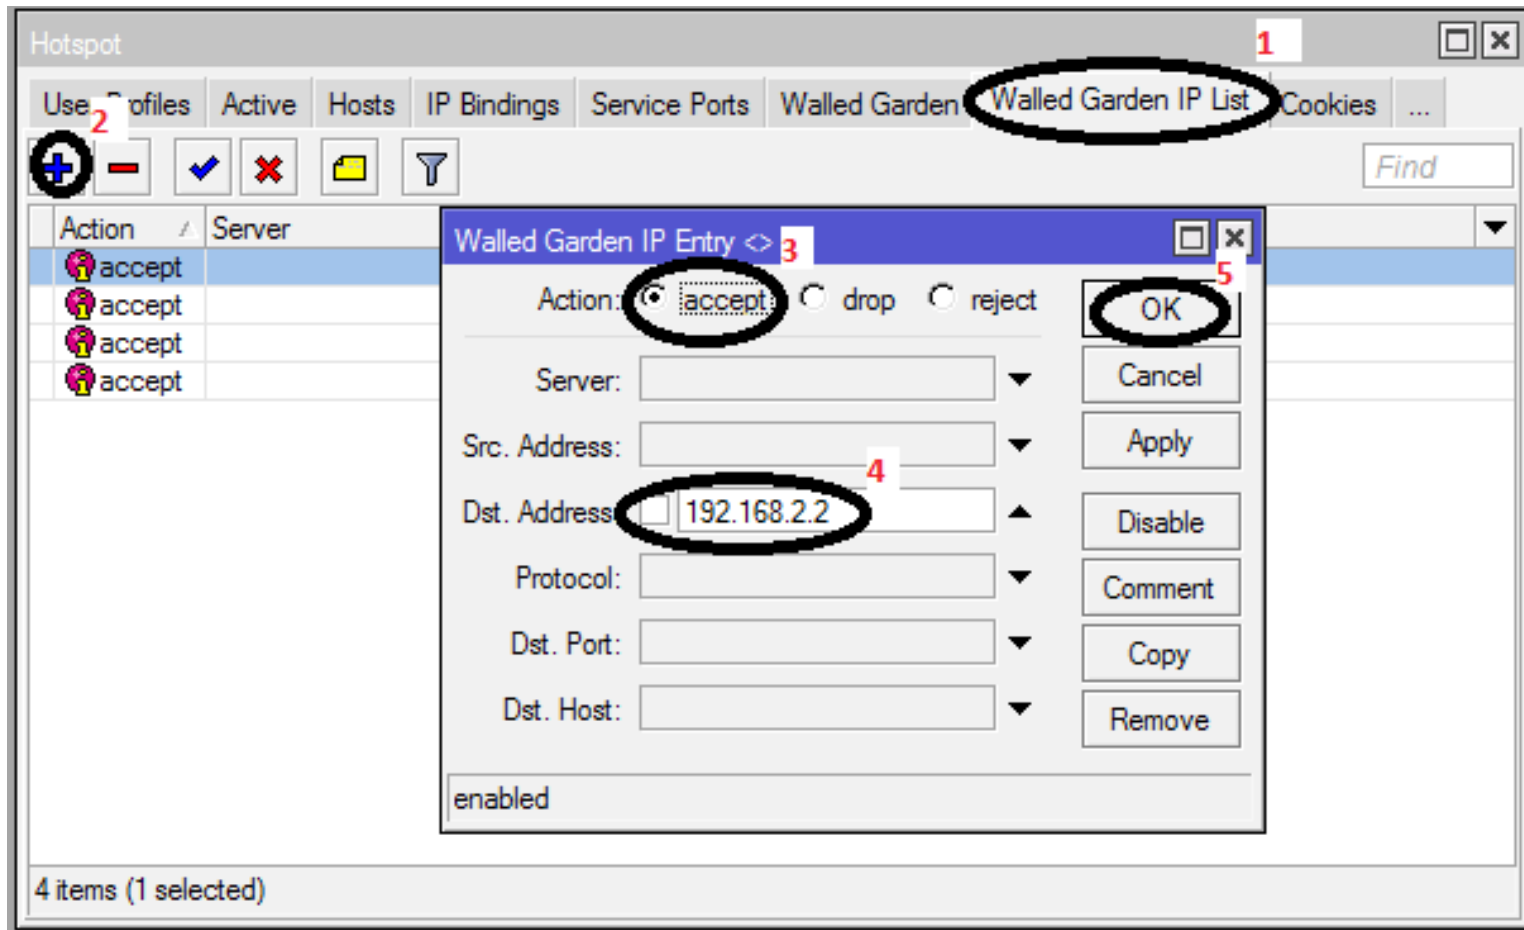 Hotspot
1
User Profiles Active Hosts IP Bindings Service Ports Walled Garden Walled Garden IP List Cookies ...
2
Find
Action Server
accept
accept
accept
accept
Walled Garden IP Entry <>
3
Action: accept drop reject
5
OK
Server:
Cancel
Src. Address:
Apply
4
Dst. Address: 192.168.2.2
Disable
Protocol:
Comment
Dst. Port:
Copy
Dst. Host:
Remove
enabled
4 items (1 selected)